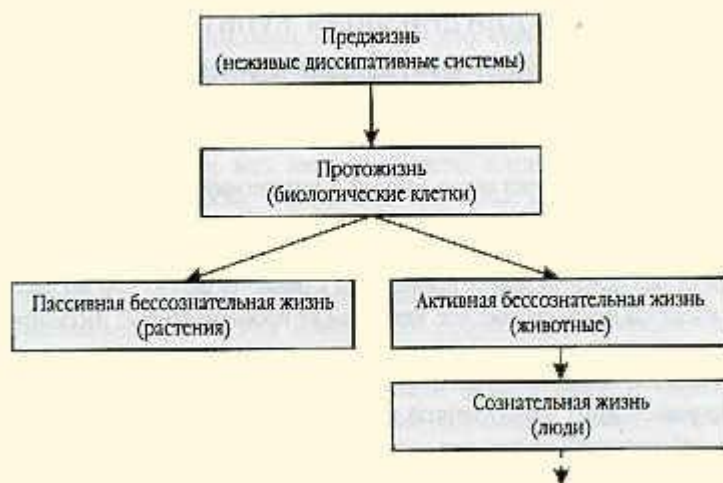 Преджизнь
(неживые диссипативные системы)
Протожизнь
(биологические клетки)
Пассивная бессознательная жизнь
(растения)
Активная бессознательная жизнь
(животные)
Сознательная жизнь
(люди)